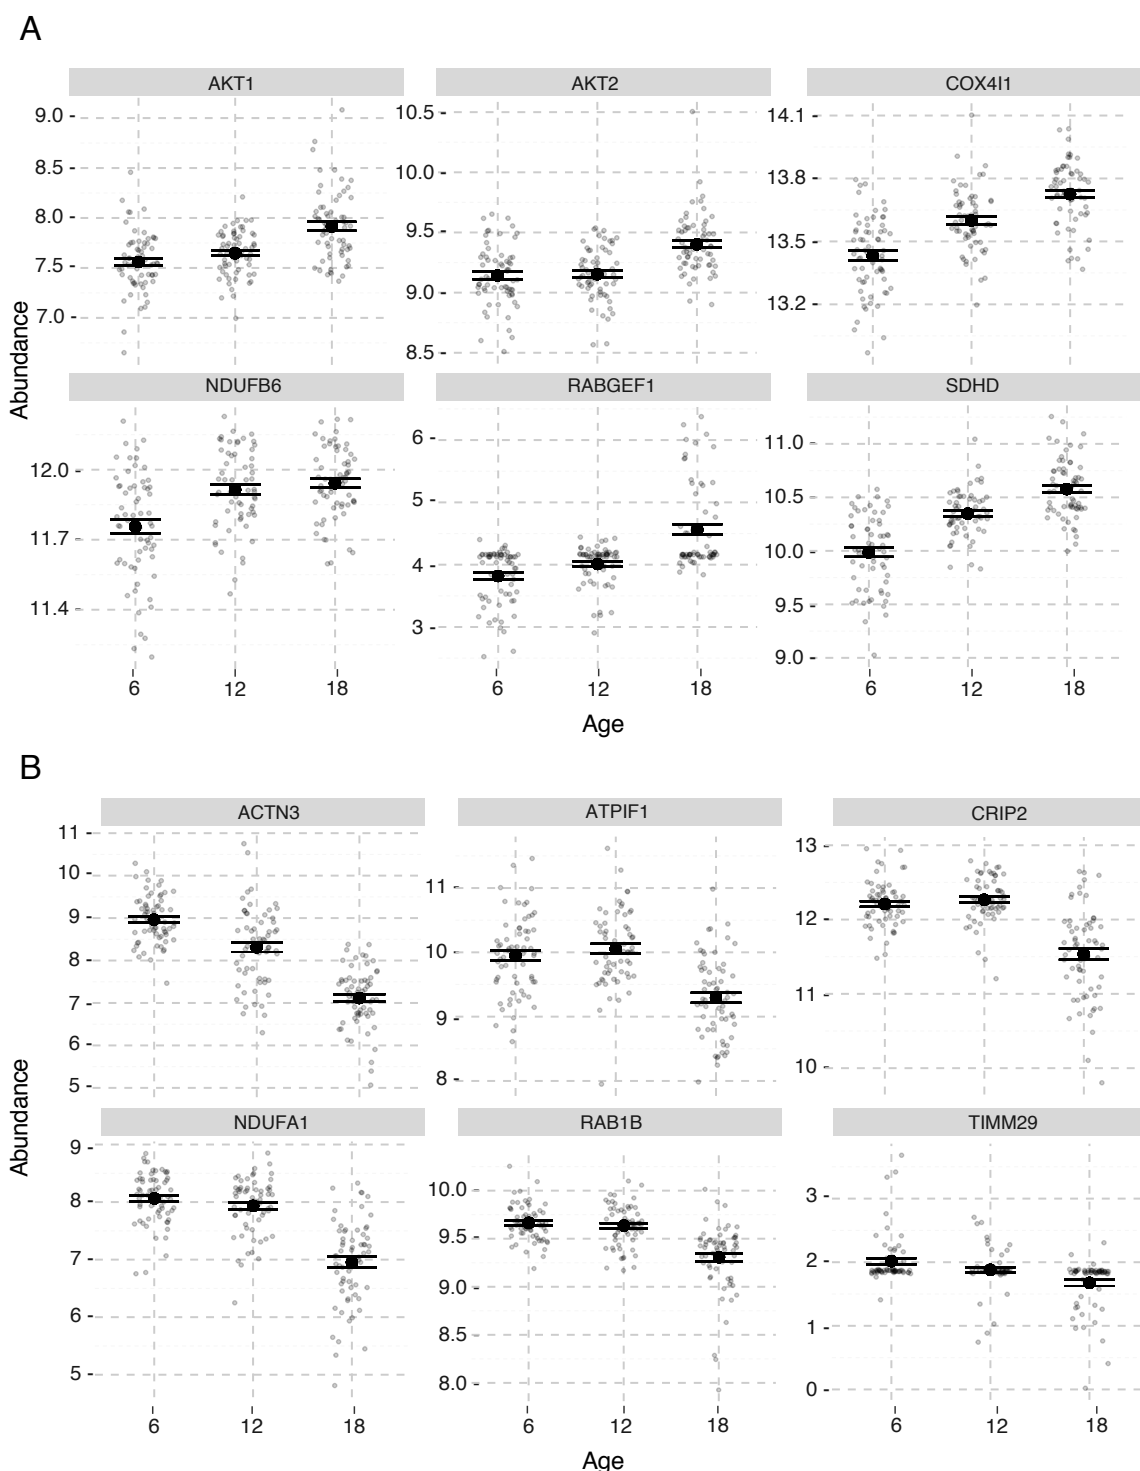 A
AKT1 AKT2 COX4I1
9.0 8.5 8.0 7.5 7.0
10.5 10.0 9.5 9.0 8.5
14.1 13.8 13.5 13.2
Abundance
NDUFB6 RABGEF1 SDHD
12.0 11.7 11.4
6 5 4 3
11.0 10.5 10.0 9.5 9.0
6 12 18 6 12 18 6 12 18
Age
B
ACTN3 ATPIF1 CRIP2
11 10 9 8 7 6 5
11 10 9 8
13 12 11 10
Abundance
NDUFA1 RAB1B TIMM29
9 8 7 6 5
10.0 9.5 9.0 8.5 8.0
3 2 1 0
6 12 18 6 12 18 6 12 18
Age